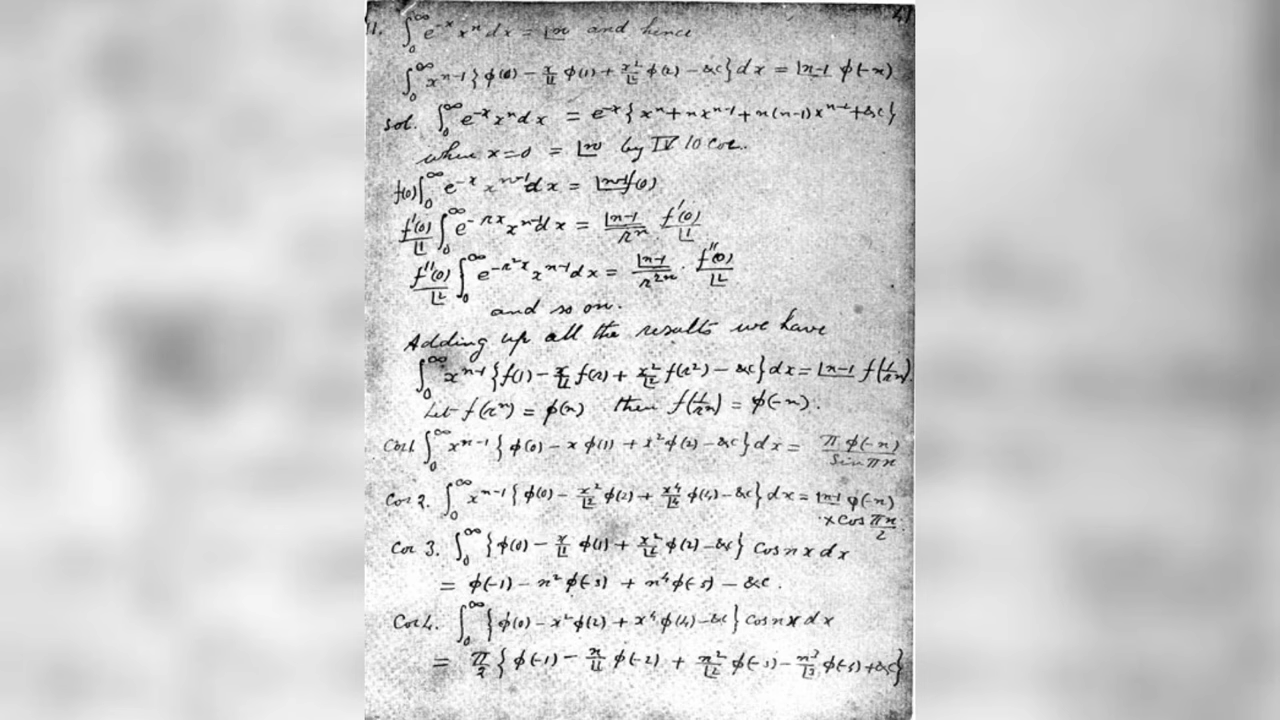 11. ∫₀^∞ e^{-x} x^n dx = |n and hence
∫₀^∞ x^{n-1} {φ(0) - x/|1 φ(1) + x²/|2 φ(2) - &c} dx = |n-1 φ(-n)
Sol. ∫₀^∞ e^{-x} x^n dx = e^{-x} {x^n + n x^{n-1} + n(n-1) x^{n-2} + &c}
when x=0 = |n by IV 10 cor.
f(0) ∫₀^∞ e^{-x} x^{n-1} dx = |n-1 f(0)
f'(0)/|1 ∫₀^∞ e^{-rx} x^{n-1} dx = |n-1/r^n f'(0)/|1
f''(0)/|2 ∫₀^∞ e^{-r²x} x^{n-1} dx = |n-1/r^{2n} · f''(0)/|2
and so on.
Adding up all the results we have
∫₀^∞ x^{n-1} {f(1) - x/|1 f(r) + x²/|2 f(r²) - &c} dx = |n-1 f(1/r^n).
Let f(r^n) = φ(n) then f(1/r^n) = φ(-n).
Cor 1. ∫₀^∞ x^{n-1} {φ(0) - x φ(1) + x² φ(2) - &c} dx = π φ(-n)/Sin πn
Cor 2. ∫₀^∞ x^{n-1} {φ(0) - x²/|2 φ(2) + x⁴/|4 φ(4) - &c} dx = |n-1 φ(-n)
× Cos πn/2.
Cor 3. ∫₀^∞ {φ(0) - x/|1 φ(1) + x²/|2 φ(2) - &c} Cos nx dx
= φ(-1) - n² φ(-3) + n⁴ φ(-5) - &c.
Cor 4. ∫₀^∞ {φ(0) - x² φ(2) + x⁴ φ(4) - &c} Cos nx dx
= π/2 {φ(-1) - n/|1 φ(-2) + n²/|2 φ(-3) - n³/|3 φ(-4) + &c}